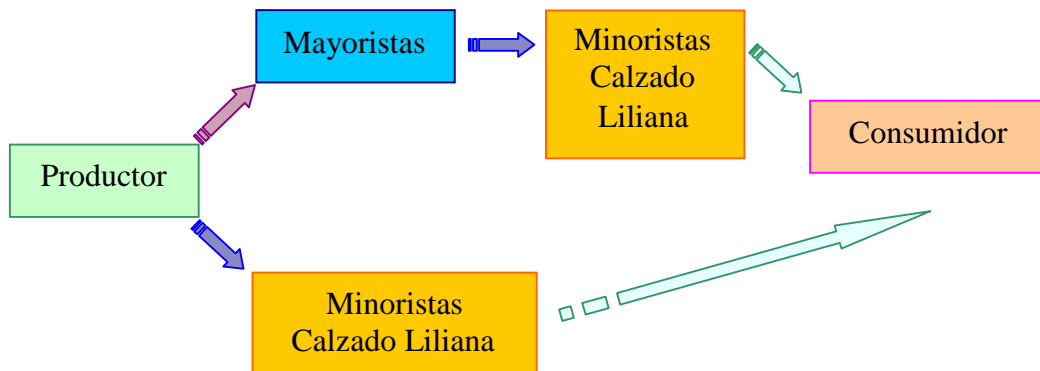 Mayoristas
Minoristas
Calzado
Liliana
Consumidor
Productor
Minoristas
Calzado Liliana